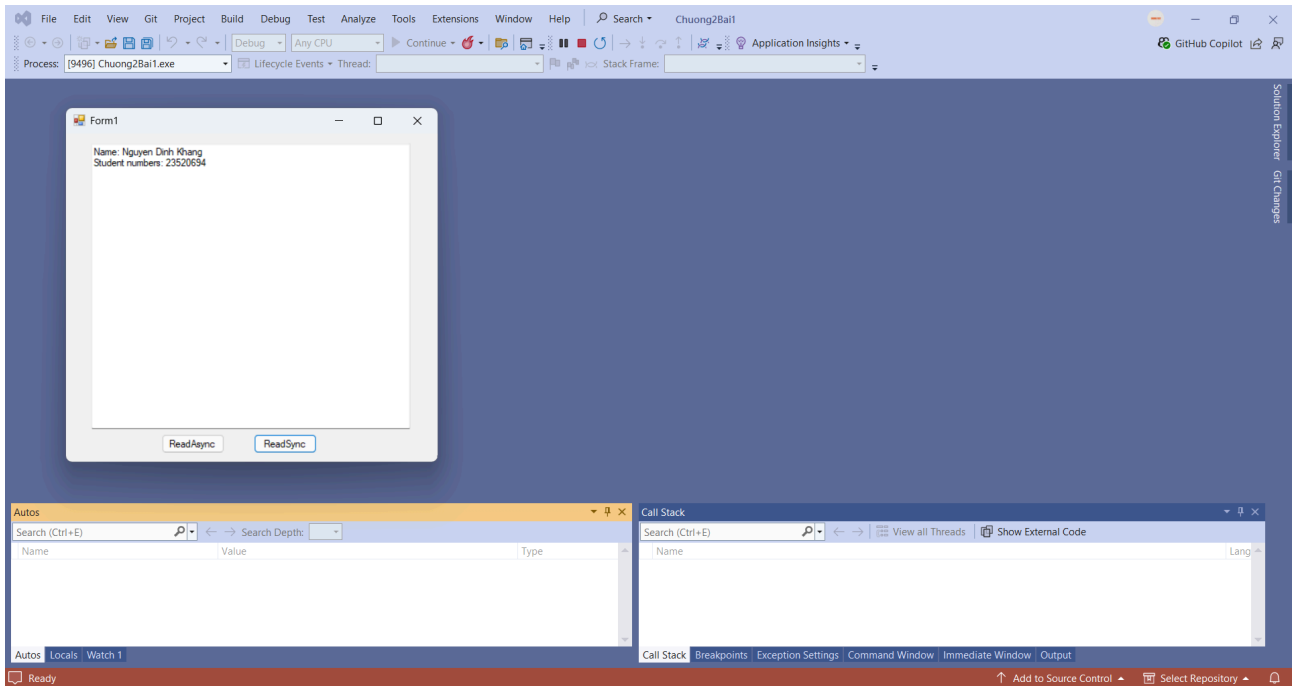 File Edit View Git Project Build Debug Test Analyze Tools Extensions Window Help Search Chuong2Bai1
Debug Any CPU Continue Application Insights GitHub Copilot
Process: [9496] Chuong2Bai1.exe Lifecycle Events Thread: Stack Frame:
Solution Explorer
Git Changes
Form1
Name: Nguyen Dinh Khang
Student numbers: 23520694
ReadAsync ReadSync
Autos
Search (Ctrl+E) Search Depth:
Name Value Type
Autos Locals Watch 1
Call Stack
Search (Ctrl+E) View all Threads Show External Code
Name Lang
Call Stack Breakpoints Exception Settings Command Window Immediate Window Output
Ready Add to Source Control Select Repository